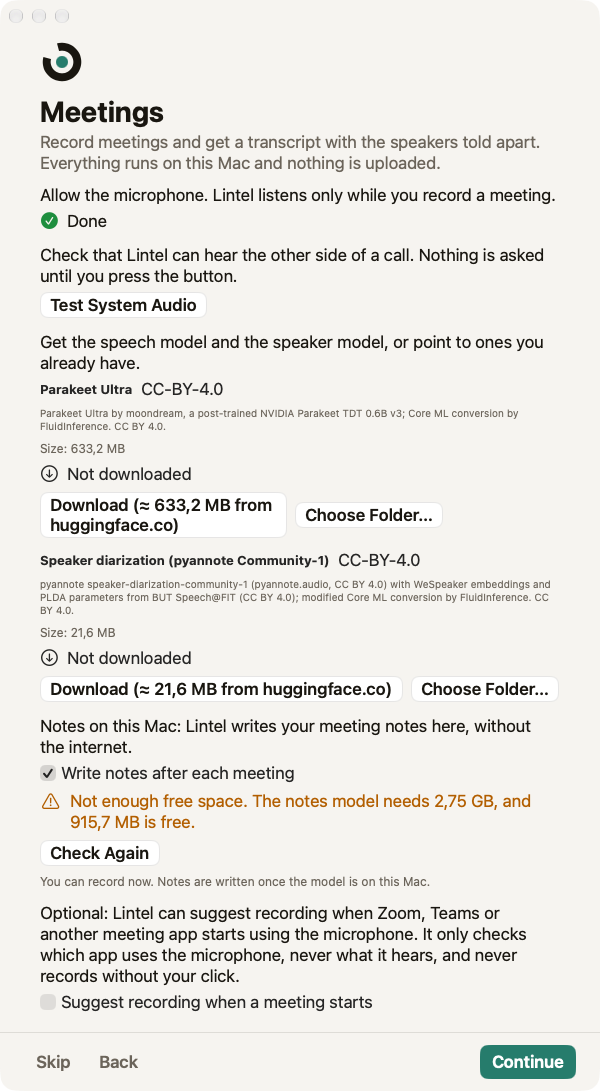 Meetings
Record meetings and get a transcript with the speakers told apart.
Everything runs on this Mac and nothing is uploaded.
Allow the microphone. Lintel listens only while you record a meeting.
Done
Check that Lintel can hear the other side of a call. Nothing is asked
until you press the button.
Test System Audio
Get the speech model and the speaker model, or point to ones you
already have.
Parakeet Ultra CC-BY-4.0
Parakeet Ultra by moondream, a post-trained NVIDIA Parakeet TDT 0.6B v3; Core ML conversion by
FluidInference. CC BY 4.0.
Size: 633,2 MB
Not downloaded
Download (≈ 633,2 MB from
huggingface.co)
Choose Folder...
Speaker diarization (pyannote Community-1) CC-BY-4.0
pyannote speaker-diarization-community-1 (pyannote.audio, CC BY 4.0) with WeSpeaker embeddings and
PLDA parameters from BUT Speech@FIT (CC BY 4.0); modified Core ML conversion by FluidInference. CC
BY 4.0.
Size: 21,6 MB
Not downloaded
Download (≈ 21,6 MB from huggingface.co) Choose Folder...
Notes on this Mac: Lintel writes your meeting notes here, without
the internet.
Write notes after each meeting
Not enough free space. The notes model needs 2,75 GB, and
915,7 MB is free.
Check Again
You can record now. Notes are written once the model is on this Mac.
Optional: Lintel can suggest recording when Zoom, Teams or
another meeting app starts using the microphone. It only checks
which app uses the microphone, never what it hears, and never
records without your click.
Suggest recording when a meeting starts
Skip Back Continue